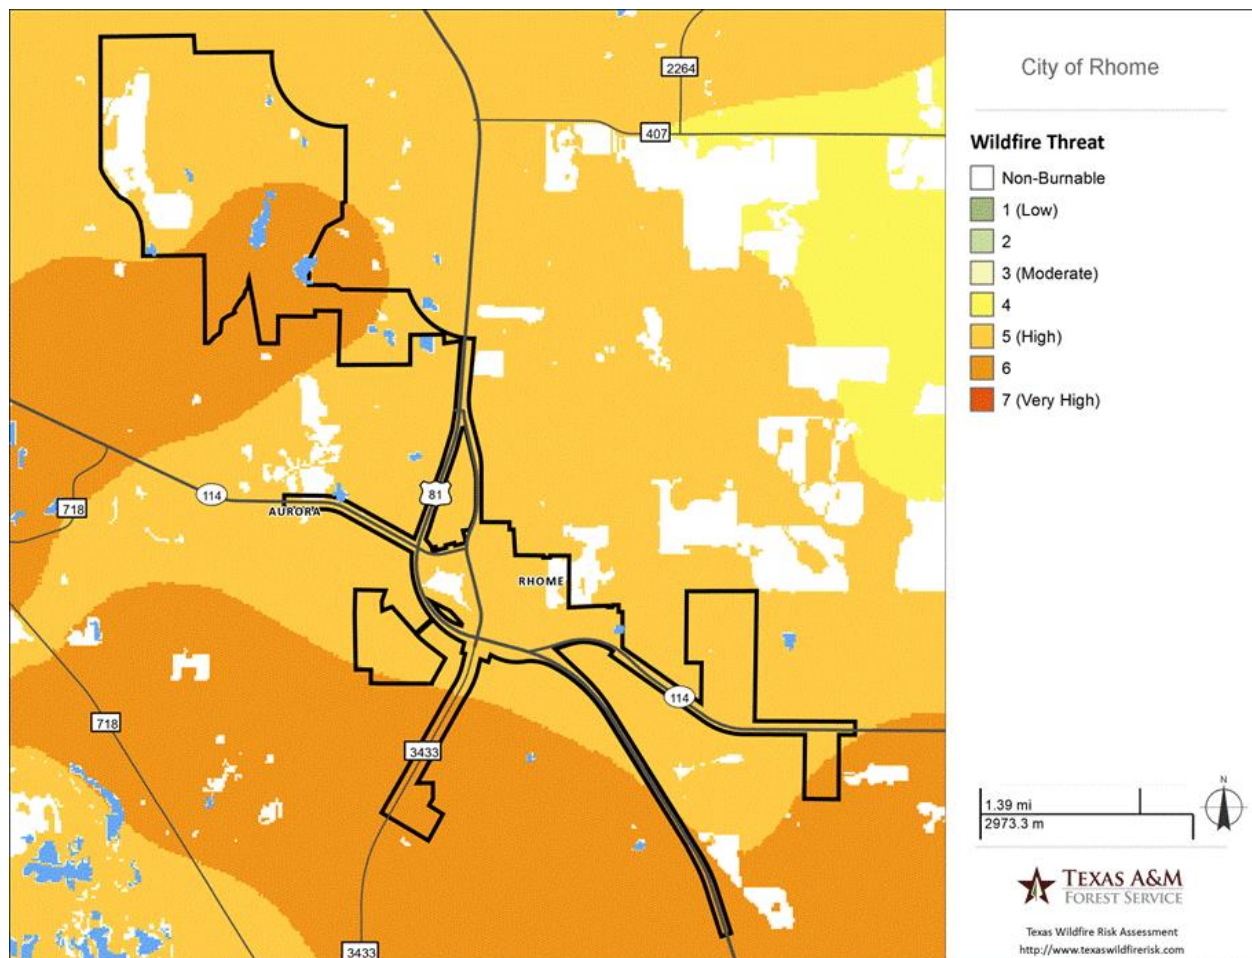 City of Rhome
Wildfire Threat
Non-Burnable
1 (Low)
2
3 (Moderate)
4
5 (High)
6
7 (Very High)
2264
407
81
114
718
AURORA
RHOME
114
718
3433
3433
N
1.39 mi
2973.3 m
TEXAS A&M
FOREST SERVICE
Texas Wildfire Risk Assessment
http://www.texaswildfirerisk.com